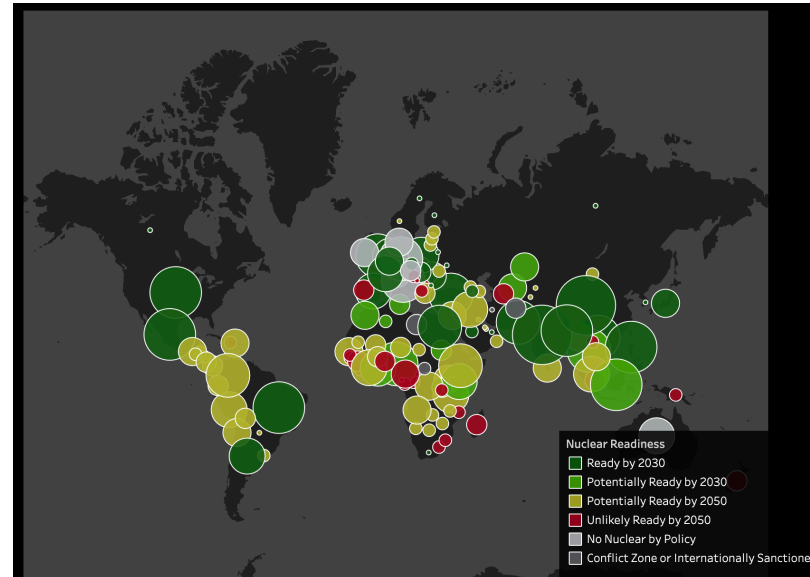 Nuclear Readiness
Ready by 2030
Potentially Ready by 2030
Potentially Ready by 2050
Unlikely Ready by 2050
No Nuclear by Policy
Conflict Zone or Internationally Sanctione